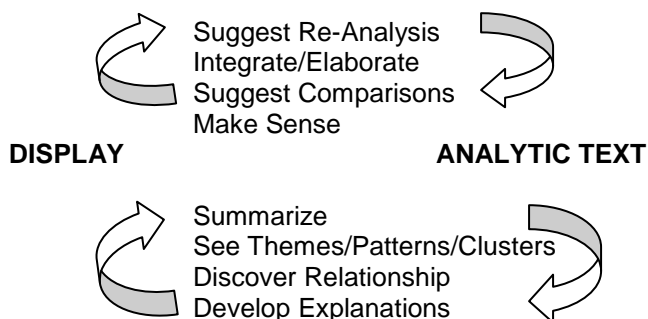 Suggest Re-Analysis
Integrate/Elaborate
Suggest Comparisons
Make Sense
DISPLAY ANALYTIC TEXT
Summarize
See Themes/Patterns/Clusters
Discover Relationship
Develop Explanations